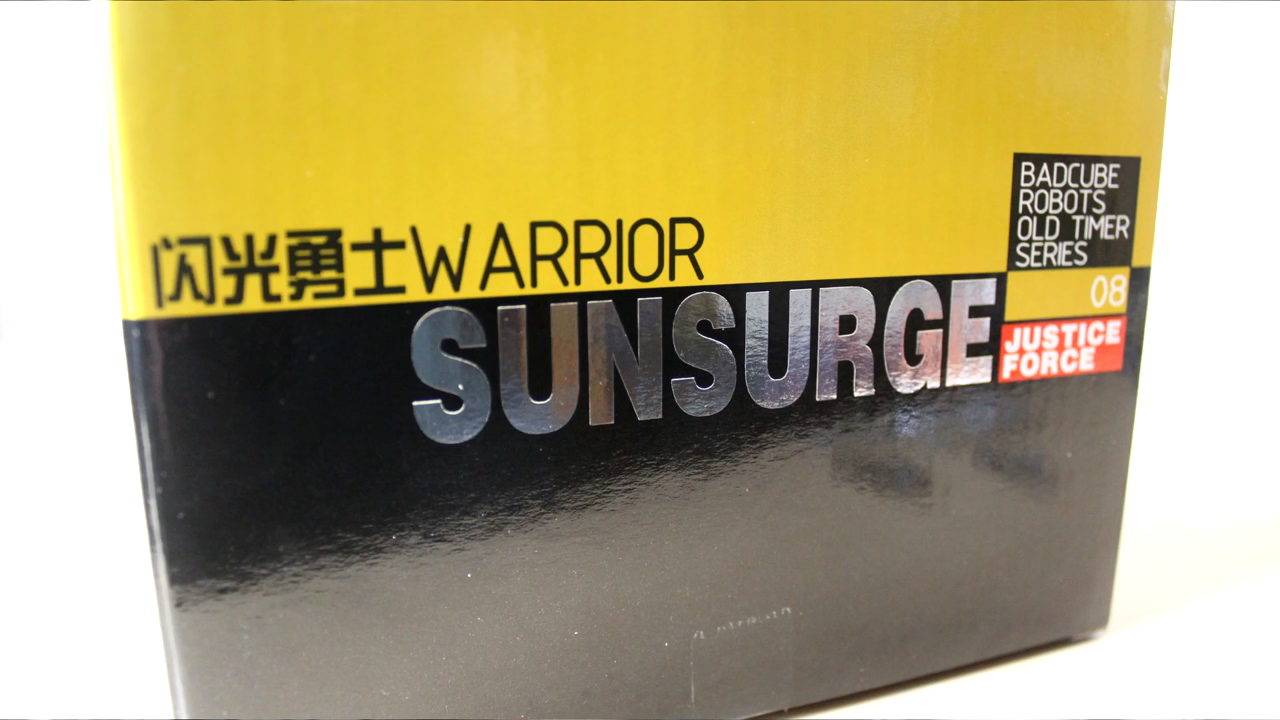 闪光勇士WARRIOR
SUNSURGE
BADCUBE
ROBOTS
OLD TIMER
SERIES
08
JUSTICE
FORCE